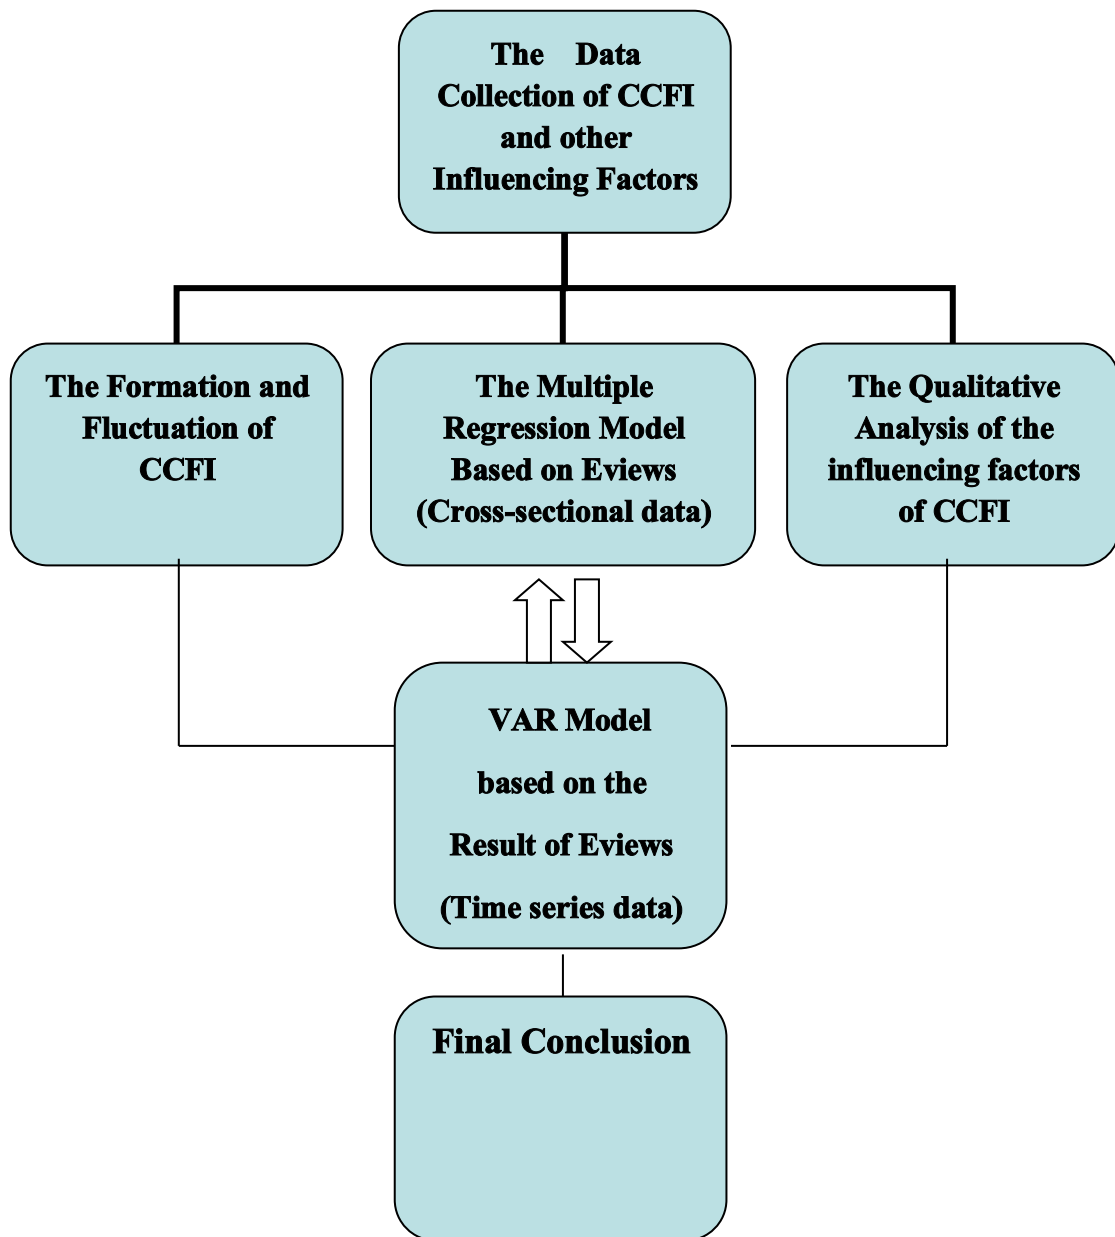 The Data
Collection of CCFI
and other
Influencing Factors
The Formation and
Fluctuation of
CCFI
The Multiple
Regression Model
Based on Eviews
(Cross-sectional data)
The Qualitative
Analysis of the
influencing factors
of CCFI
VAR Model
based on the
Result of Eviews
(Time series data)
Final Conclusion